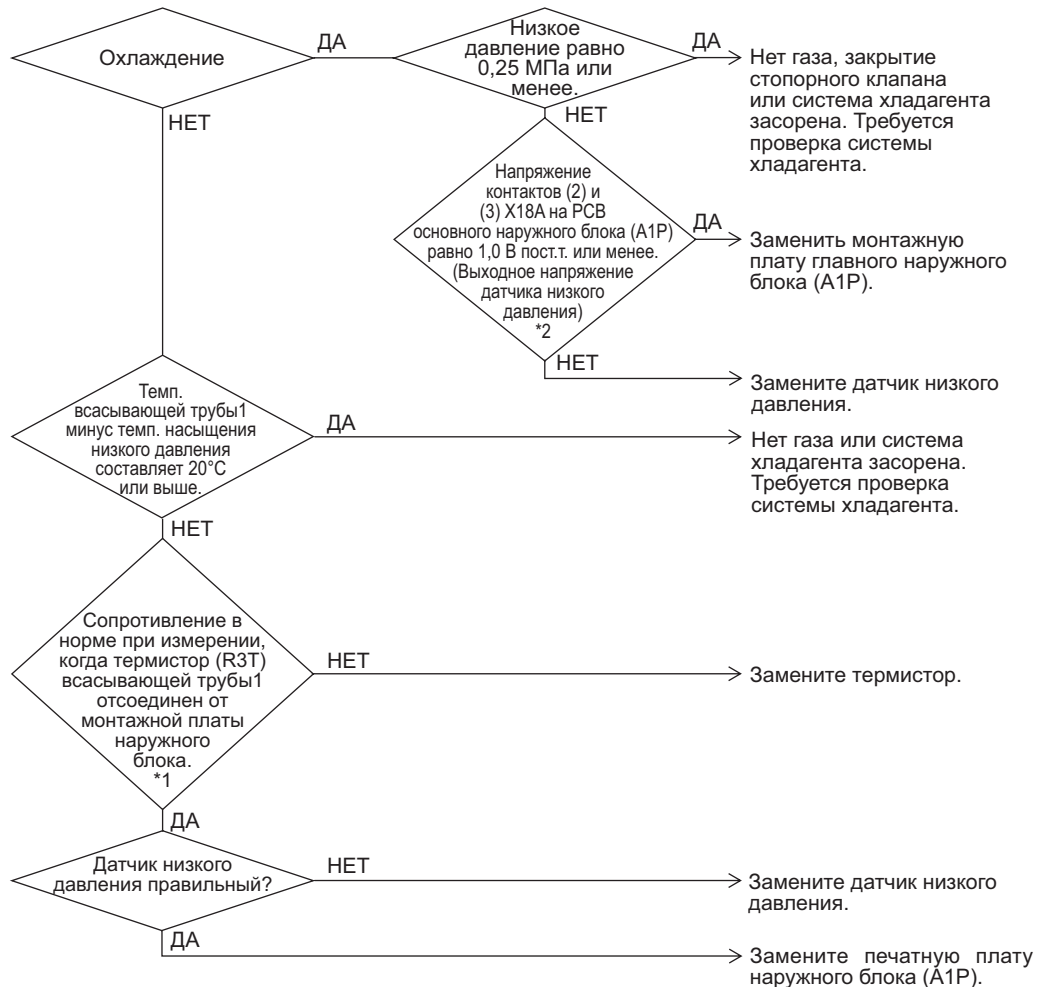 Охлаждение
ДА
Низкое
давление равно
0,25 МПа или
менее.
ДА
Нет газа, закрытие
стопорного клапана
или система хладагента
засорена. Требуется
проверка системы
хладагента.
НЕТ
НЕТ
Напряжение
контактов (2) и
(3) X18A на PCB
основного наружного блока (A1P)
равно 1,0 В пост.т. или менее.
(Выходное напряжение
датчика низкого
давления)
*2
ДА
Заменить монтажную
плату главного наружного
блока (A1P).
НЕТ
Замените датчик низкого
давления.
Темп.
всасывающей трубы1
минус темп. насыщения
низкого давления
составляет 20°C
или выше.
ДА
Нет газа или система
хладагента засорена.
Требуется проверка
системы хладагента.
НЕТ
Сопротивление в
норме при измерении,
когда термистор (R3T)
всасывающей трубы1
отсоединен от
монтажной платы
наружного
блока.
*1
НЕТ
Замените термистор.
ДА
Датчик низкого
давления правильный?
НЕТ
Замените датчик низкого
давления.
ДА
Замените печатную плату
наружного блока (A1P).